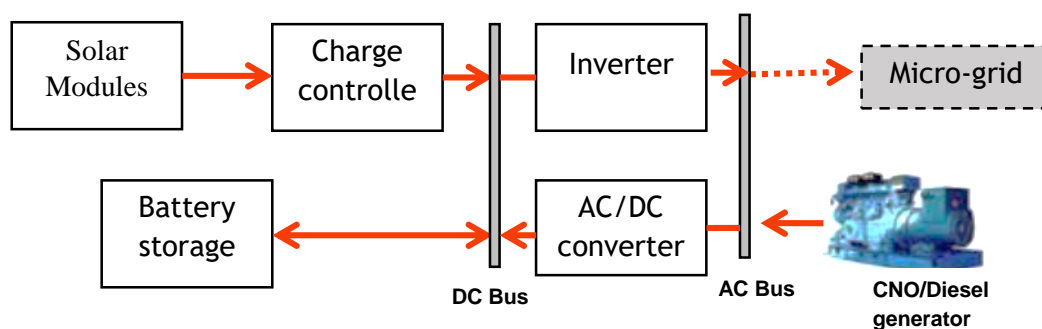 Solar
Modules
Charge
controlle
Inverter
Micro-grid
Battery
storage
AC/DC
converter
DC Bus
AC Bus
CNO/Diesel
generator